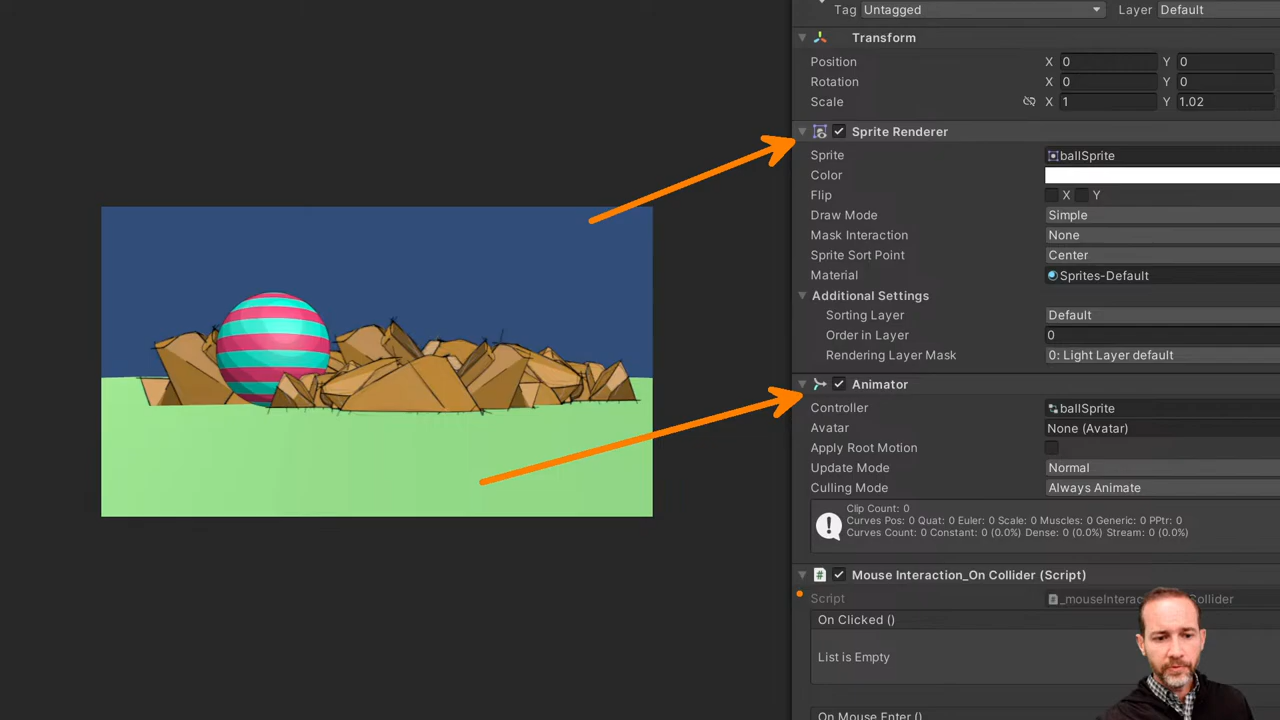 Tag Untagged Layer Default
Transform
Position X 0 Y 0
Rotation X 0 Y 0
Scale X 1 Y 1.02
Sprite Renderer
Sprite ballSprite
Color
Flip X Y
Draw Mode Simple
Mask Interaction None
Sprite Sort Point Center
Material Sprites-Default
Additional Settings
Sorting Layer Default
Order in Layer 0
Rendering Layer Mask 0: Light Layer default
Animator
Controller ballSprite
Avatar None (Avatar)
Apply Root Motion
Update Mode Normal
Culling Mode Always Animate
Clip Count: 0
Curves Pos: 0 Quat: 0 Euler: 0 Scale: 0 Muscles: 0 Generic: 0 PPtr: 0
Curves Count: 0 Constant: 0 (0.0%) Dense: 0 (0.0%) Stream: 0 (0.0%)
# Mouse Interaction_On Collider (Script)
Script
On Clicked ()
List is Empty
On Mouse Enter ()